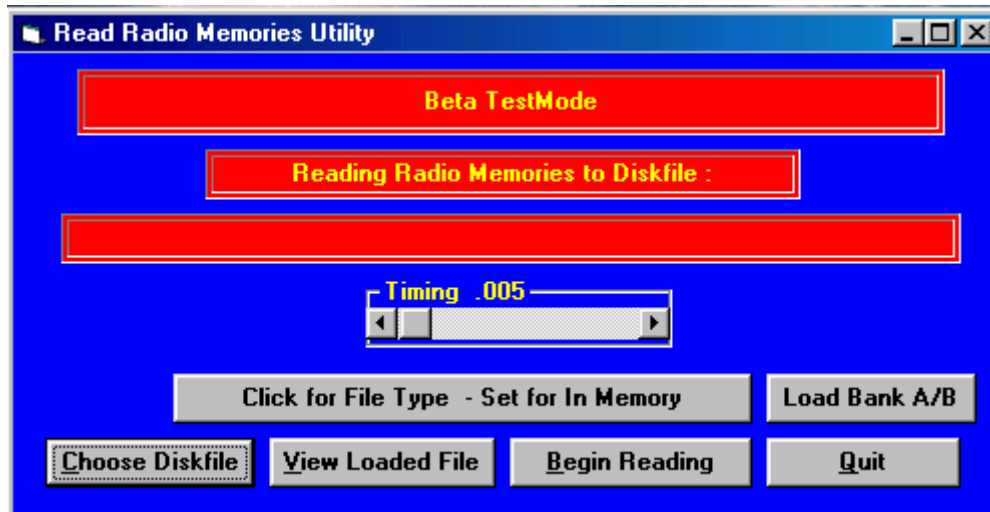 Read Radio Memories Utility
Beta TestMode
Reading Radio Memories to Diskfile :
Timing .005
Click for File Type - Set for In Memory
Load Bank A/B
Choose Diskfile
View Loaded File
Begin Reading
Quit